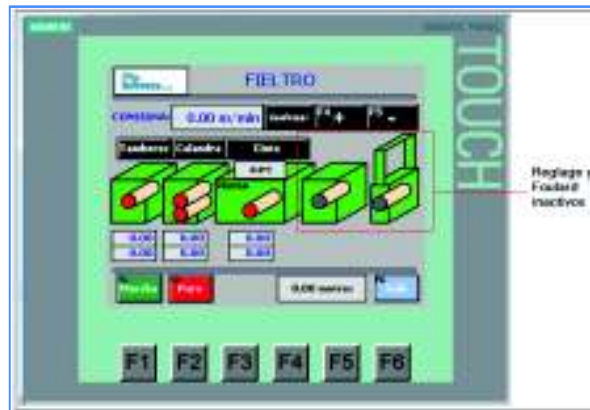 SIEMENS
TOUCH
FIELTRO
CONSIGNA 0.00 m/min F4 + F5 -
Tambores Calandra Cinta
0.00 0.00 0.00
0.00 0.00 0.00
Marcha Paro 0.00 metros
Reglage y
Foulard
inactivos
F1 F2 F3 F4 F5 F6